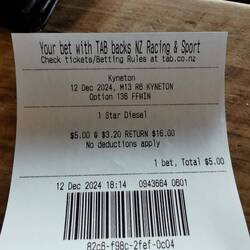 Your bet with TAB backs NZ Racing & Sport
Check tickets/Betting Rules at tab.co.nz
Kyneton
12 Dec 2024, M13 R6 KYNETON
Option 136 FFWIN
1 Star Diesel
$5.00 @ $3.20 RETURN $16.00
No deductions apply
1 bet, Total $5.00
12 Dec 2024 18:14 0943664 0601
82c6-f98c-2fef-0c04